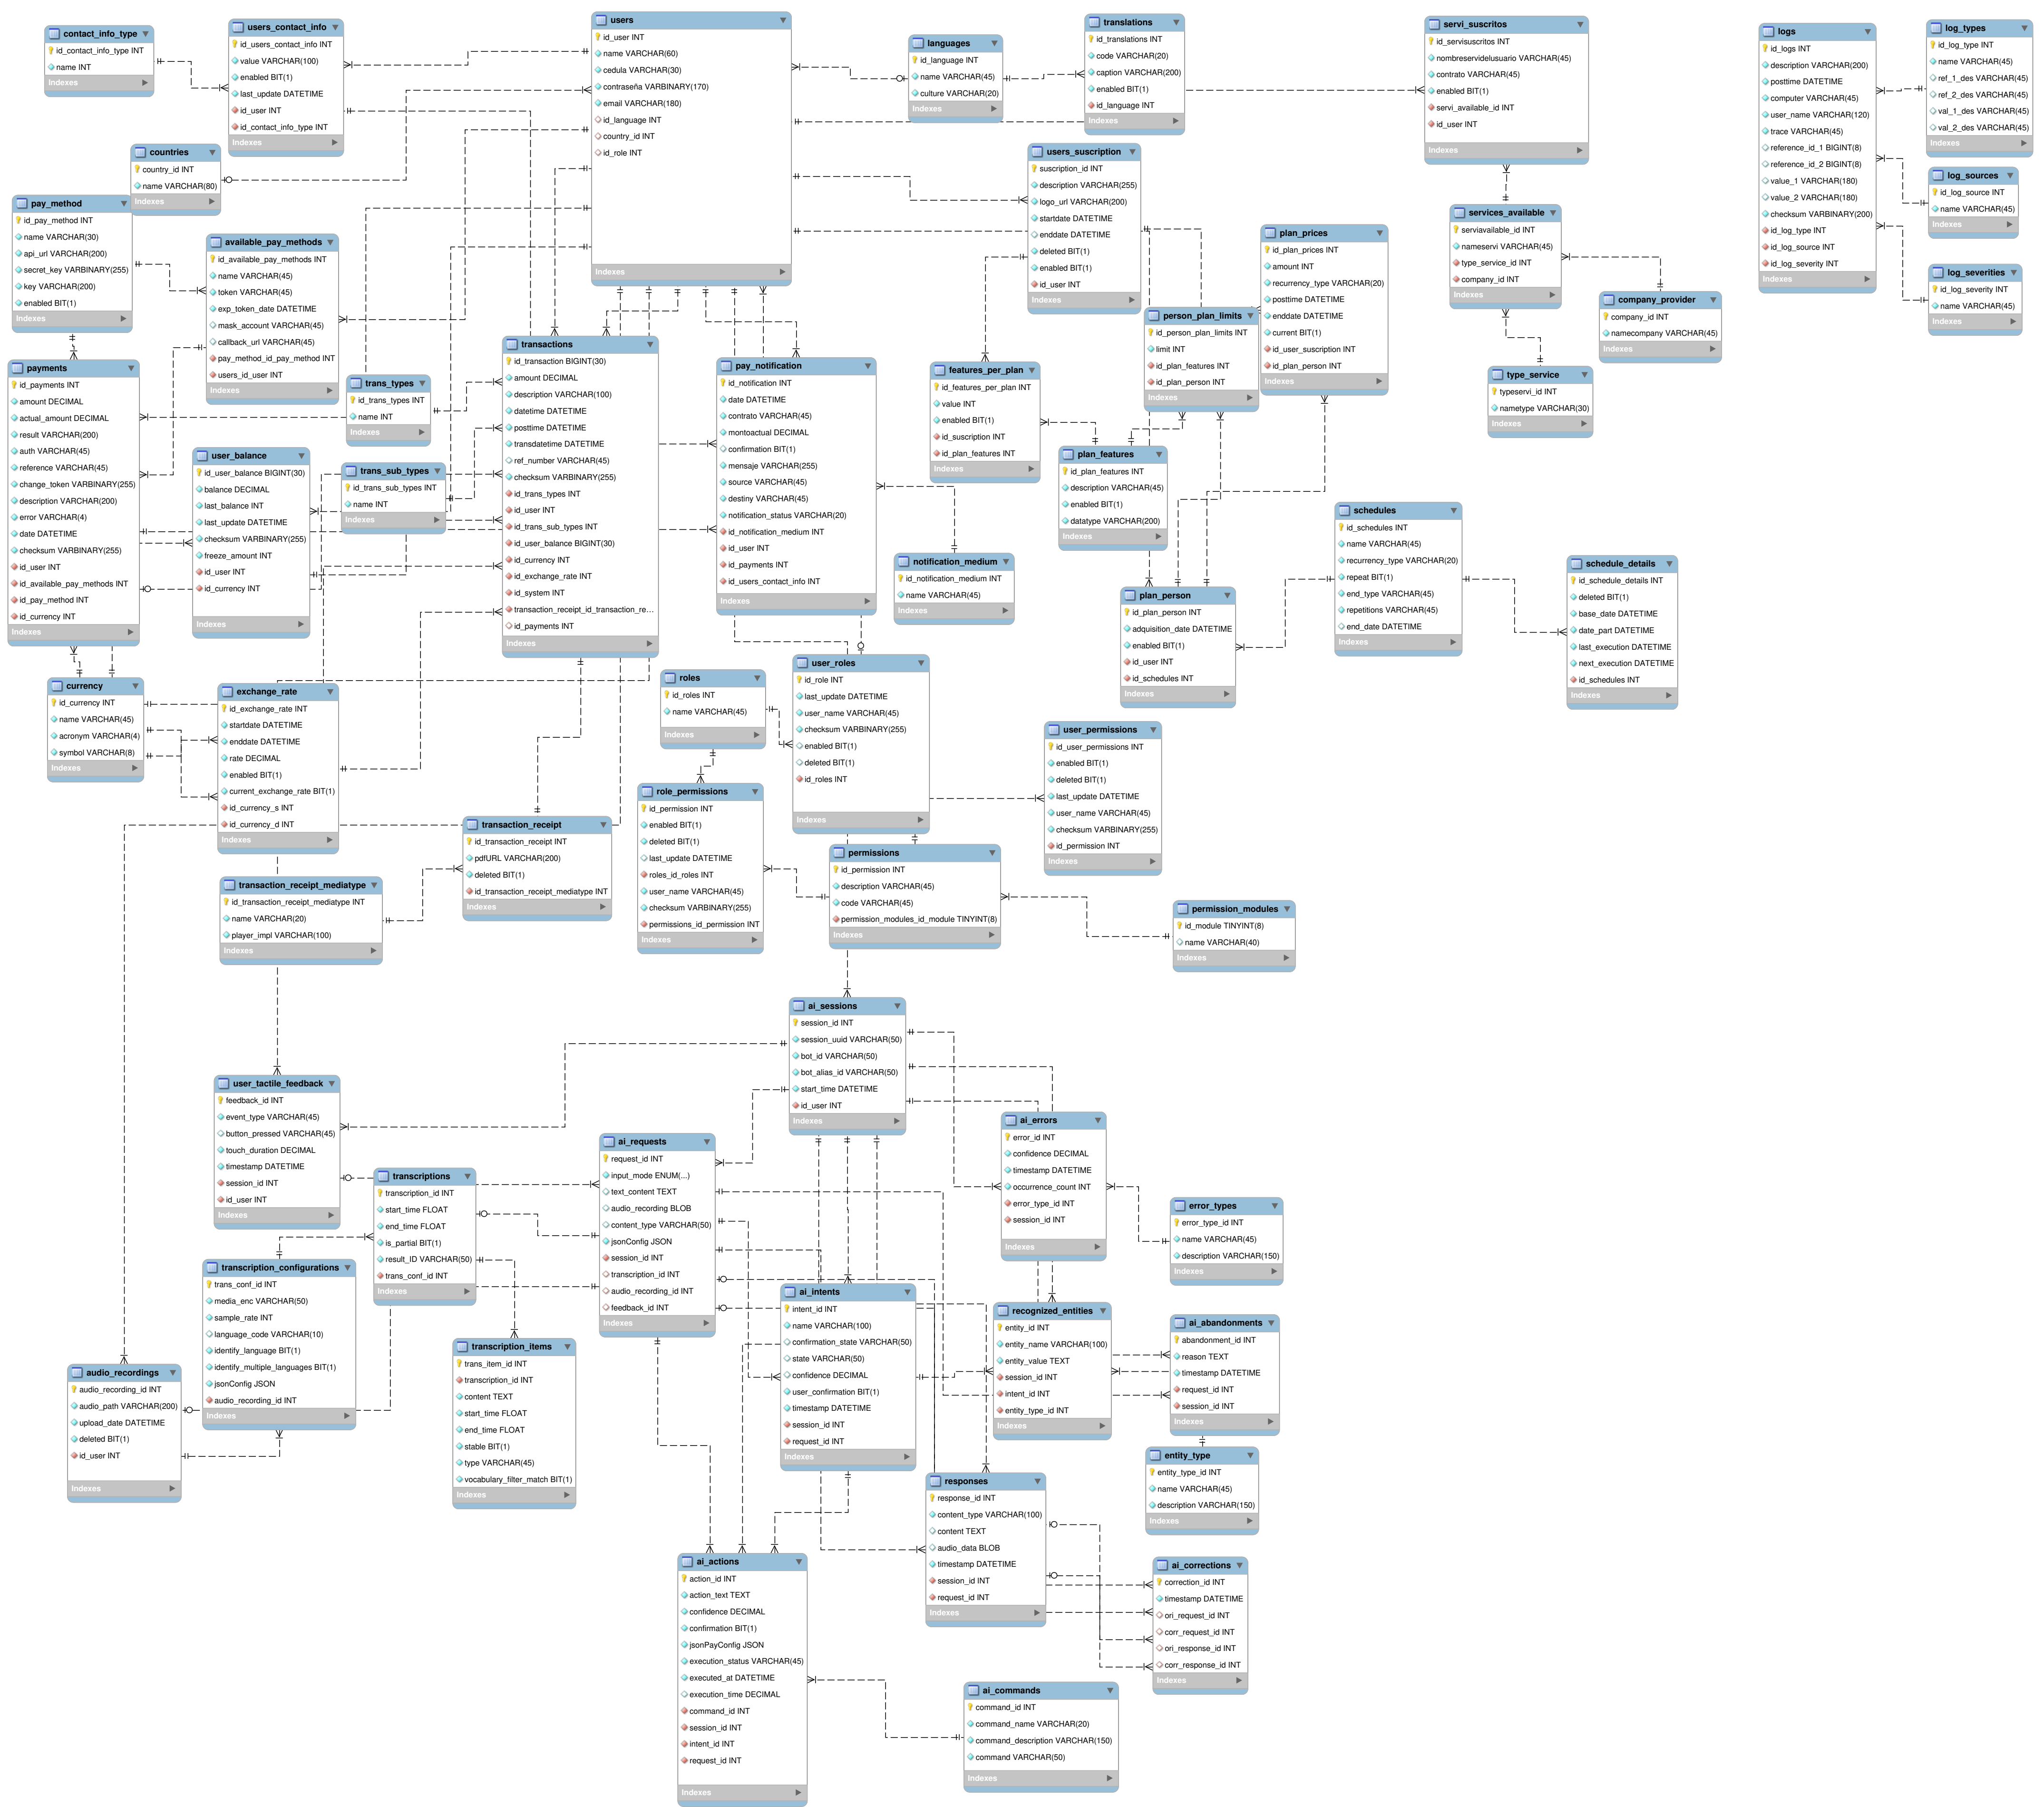 contact_info_type
id_contact_info_type INT
name INT
Indexes
users_contact_info
id_users_contact_info INT
value VARCHAR(100)
enabled BIT(1)
last_update DATETIME
id_user INT
id_contact_info_type INT
Indexes
users
id_user INT
name VARCHAR(60)
cedula VARCHAR(30)
contraseña VARBINARY(170)
email VARCHAR(180)
id_language INT
country_id INT
id_role INT
Indexes
languages
id_language INT
name VARCHAR(45)
culture VARCHAR(20)
Indexes
translations
id_translations INT
code VARCHAR(20)
caption VARCHAR(200)
enabled BIT(1)
id_language INT
Indexes
servi_suscritos
id_servisuscritos INT
nombreservidelusuario VARCHAR(45)
contrato VARCHAR(45)
enabled BIT(1)
servi_available_id INT
id_user INT
Indexes
logs
id_logs INT
description VARCHAR(200)
posttime DATETIME
computer VARCHAR(45)
user_name VARCHAR(120)
trace VARCHAR(45)
reference_id_1 BIGINT(8)
reference_id_2 BIGINT(8)
value_1 VARCHAR(180)
value_2 VARCHAR(180)
checksum VARBINARY(200)
id_log_type INT
id_log_source INT
id_log_severity INT
Indexes
log_types
id_log_type INT
name VARCHAR(45)
ref_1_des VARCHAR(45)
ref_2_des VARCHAR(45)
val_1_des VARCHAR(45)
val_2_des VARCHAR(45)
Indexes
log_sources
id_log_source INT
name VARCHAR(45)
Indexes
log_severities
id_log_severity INT
name VARCHAR(45)
Indexes
countries
country_id INT
name VARCHAR(80)
Indexes
pay_method
id_pay_method INT
name VARCHAR(30)
api_url VARCHAR(200)
secret_key VARBINARY(255)
key VARCHAR(200)
enabled BIT(1)
Indexes
available_pay_methods
id_available_pay_methods INT
name VARCHAR(45)
token VARCHAR(45)
exp_token_date DATETIME
mask_account VARCHAR(45)
callback_url VARCHAR(45)
pay_method_id_pay_method INT
users_id_user INT
Indexes
users_suscription
suscription_id INT
description VARCHAR(255)
logo_url VARCHAR(200)
startdate DATETIME
enddate DATETIME
deleted BIT(1)
enabled BIT(1)
id_user INT
Indexes
plan_prices
id_plan_prices INT
amount INT
recurrency_type VARCHAR(20)
posttime DATETIME
enddate DATETIME
current BIT(1)
id_user_suscription INT
id_plan_person INT
Indexes
person_plan_limits
id_person_plan_limits INT
limit INT
id_plan_features INT
id_plan_person INT
Indexes
services_available
serviavailable_id INT
nameservi VARCHAR(45)
type_service_id INT
company_id INT
Indexes
company_provider
company_id INT
namecompany VARCHAR(45)
Indexes
type_service
typeservi_id INT
nametype VARCHAR(30)
Indexes
payments
id_payments INT
amount DECIMAL
actual_amount DECIMAL
result VARCHAR(200)
auth VARCHAR(45)
reference VARCHAR(45)
change_token VARBINARY(255)
description VARCHAR(200)
error VARCHAR(4)
date DATETIME
checksum VARBINARY(255)
id_user INT
id_available_pay_methods INT
id_pay_method INT
id_currency INT
Indexes
trans_types
id_trans_types INT
name INT
Indexes
user_balance
id_user_balance BIGINT(30)
balance DECIMAL
last_balance INT
last_update DATETIME
checksum VARBINARY(255)
freeze_amount INT
id_user INT
id_currency INT
Indexes
trans_sub_types
id_trans_sub_types INT
name INT
Indexes
transactions
id_transaction BIGINT(30)
amount DECIMAL
description VARCHAR(100)
datetime DATETIME
posttime DATETIME
transdatetime DATETIME
ref_number VARCHAR(45)
checksum VARBINARY(255)
id_trans_types INT
id_user INT
id_trans_sub_types INT
id_user_balance BIGINT(30)
id_currency INT
id_exchange_rate INT
id_system INT
transaction_receipt_id_transaction_re...
id_payments INT
Indexes
pay_notification
id_notification INT
date DATETIME
contrato VARCHAR(45)
montoactual DECIMAL
confirmation BIT(1)
mensaje VARCHAR(255)
source VARCHAR(45)
destiny VARCHAR(45)
notification_status VARCHAR(20)
id_notification_medium INT
id_user INT
id_payments INT
id_users_contact_info INT
Indexes
features_per_plan
id_features_per_plan INT
value INT
enabled BIT(1)
id_suscription INT
id_plan_features INT
Indexes
plan_features
id_plan_features INT
description VARCHAR(45)
enabled BIT(1)
datatype VARCHAR(200)
Indexes
notification_medium
id_notification_medium INT
name VARCHAR(45)
Indexes
plan_person
id_plan_person INT
adquisition_date DATETIME
enabled BIT(1)
id_user INT
id_schedules INT
Indexes
schedules
id_schedules INT
name VARCHAR(45)
recurrency_type VARCHAR(20)
repeat BIT(1)
end_type VARCHAR(45)
repetitions VARCHAR(45)
end_date DATETIME
Indexes
schedule_details
id_schedule_details INT
deleted BIT(1)
base_date DATETIME
date_part DATETIME
last_execution DATETIME
next_execution DATETIME
id_schedules INT
Indexes
currency
id_currency INT
name VARCHAR(45)
acronym VARCHAR(4)
symbol VARCHAR(8)
Indexes
exchange_rate
id_exchange_rate INT
startdate DATETIME
enddate DATETIME
rate DECIMAL
enabled BIT(1)
current_exchange_rate BIT(1)
id_currency_s INT
id_currency_d INT
Indexes
roles
id_roles INT
name VARCHAR(45)
Indexes
user_roles
id_role INT
last_update DATETIME
user_name VARCHAR(45)
checksum VARBINARY(255)
enabled BIT(1)
deleted BIT(1)
id_roles INT
Indexes
user_permissions
id_user_permissions INT
enabled BIT(1)
deleted BIT(1)
last_update DATETIME
user_name VARCHAR(45)
checksum VARBINARY(255)
id_permission INT
Indexes
role_permissions
id_permission INT
enabled BIT(1)
deleted BIT(1)
last_update DATETIME
roles_id_roles INT
user_name VARCHAR(45)
checksum VARBINARY(255)
permissions_id_permission INT
Indexes
transaction_receipt
id_transaction_receipt INT
pdfURL VARCHAR(200)
deleted BIT(1)
id_transaction_receipt_mediatype INT
Indexes
transaction_receipt_mediatype
id_transaction_receipt_mediatype INT
name VARCHAR(20)
player_impl VARCHAR(100)
Indexes
permissions
id_permission INT
description VARCHAR(45)
code VARCHAR(45)
permission_modules_id_module TINYINT(8)
Indexes
permission_modules
id_module TINYINT(8)
name VARCHAR(40)
Indexes
ai_sessions
session_id INT
session_uuid VARCHAR(50)
bot_id VARCHAR(50)
bot_alias_id VARCHAR(50)
start_time DATETIME
id_user INT
Indexes
user_tactile_feedback
feedback_id INT
event_type VARCHAR(45)
button_pressed VARCHAR(45)
touch_duration DECIMAL
timestamp DATETIME
session_id INT
id_user INT
Indexes
ai_requests
request_id INT
input_mode ENUM(...)
text_content TEXT
audio_recording BLOB
content_type VARCHAR(50)
jsonConfig JSON
session_id INT
transcription_id INT
audio_recording_id INT
feedback_id INT
Indexes
ai_errors
error_id INT
confidence DECIMAL
timestamp DATETIME
occurrence_count INT
error_type_id INT
session_id INT
Indexes
error_types
error_type_id INT
name VARCHAR(45)
description VARCHAR(150)
Indexes
transcriptions
transcription_id INT
start_time FLOAT
end_time FLOAT
is_partial BIT(1)
result_ID VARCHAR(50)
trans_conf_id INT
Indexes
transcription_configurations
trans_conf_id INT
media_enc VARCHAR(50)
sample_rate INT
language_code VARCHAR(10)
identify_language BIT(1)
identify_multiple_languages BIT(1)
jsonConfig JSON
audio_recording_id INT
Indexes
transcription_items
trans_item_id INT
transcription_id INT
content TEXT
start_time FLOAT
end_time FLOAT
stable BIT(1)
type VARCHAR(45)
vocabulary_filter_match BIT(1)
Indexes
audio_recordings
audio_recording_id INT
audio_path VARCHAR(200)
upload_date DATETIME
deleted BIT(1)
id_user INT
Indexes
ai_intents
intent_id INT
name VARCHAR(100)
confirmation_state VARCHAR(50)
state VARCHAR(50)
confidence DECIMAL
user_confirmation BIT(1)
timestamp DATETIME
session_id INT
request_id INT
Indexes
recognized_entities
entity_id INT
entity_name VARCHAR(100)
entity_value TEXT
session_id INT
intent_id INT
entity_type_id INT
Indexes
ai_abandonments
abandonment_id INT
reason TEXT
timestamp DATETIME
request_id INT
session_id INT
Indexes
entity_type
entity_type_id INT
name VARCHAR(45)
description VARCHAR(150)
Indexes
responses
response_id INT
content_type VARCHAR(100)
content TEXT
audio_data BLOB
timestamp DATETIME
session_id INT
request_id INT
Indexes
ai_actions
action_id INT
action_text TEXT
confidence DECIMAL
confirmation BIT(1)
jsonPayConfig JSON
execution_status VARCHAR(45)
executed_at DATETIME
execution_time DECIMAL
command_id INT
session_id INT
intent_id INT
request_id INT
Indexes
ai_corrections
correction_id INT
timestamp DATETIME
ori_request_id INT
corr_request_id INT
ori_response_id INT
corr_response_id INT
Indexes
ai_commands
command_id INT
command_name VARCHAR(20)
command_description VARCHAR(150)
command VARCHAR(50)
Indexes